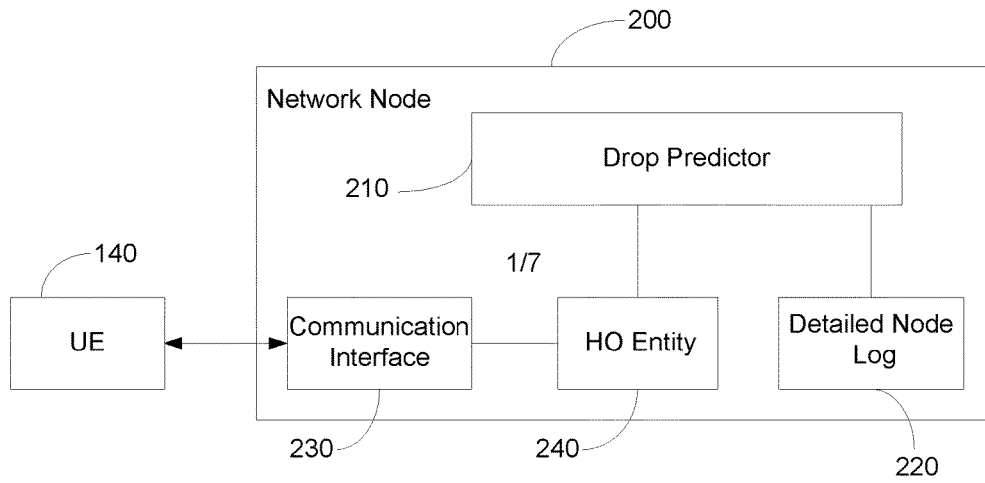 200
Network Node
Drop Predictor
210
1/7
140
UE
Communication
Interface
HO Entity
Detailed Node
Log
230
240
220